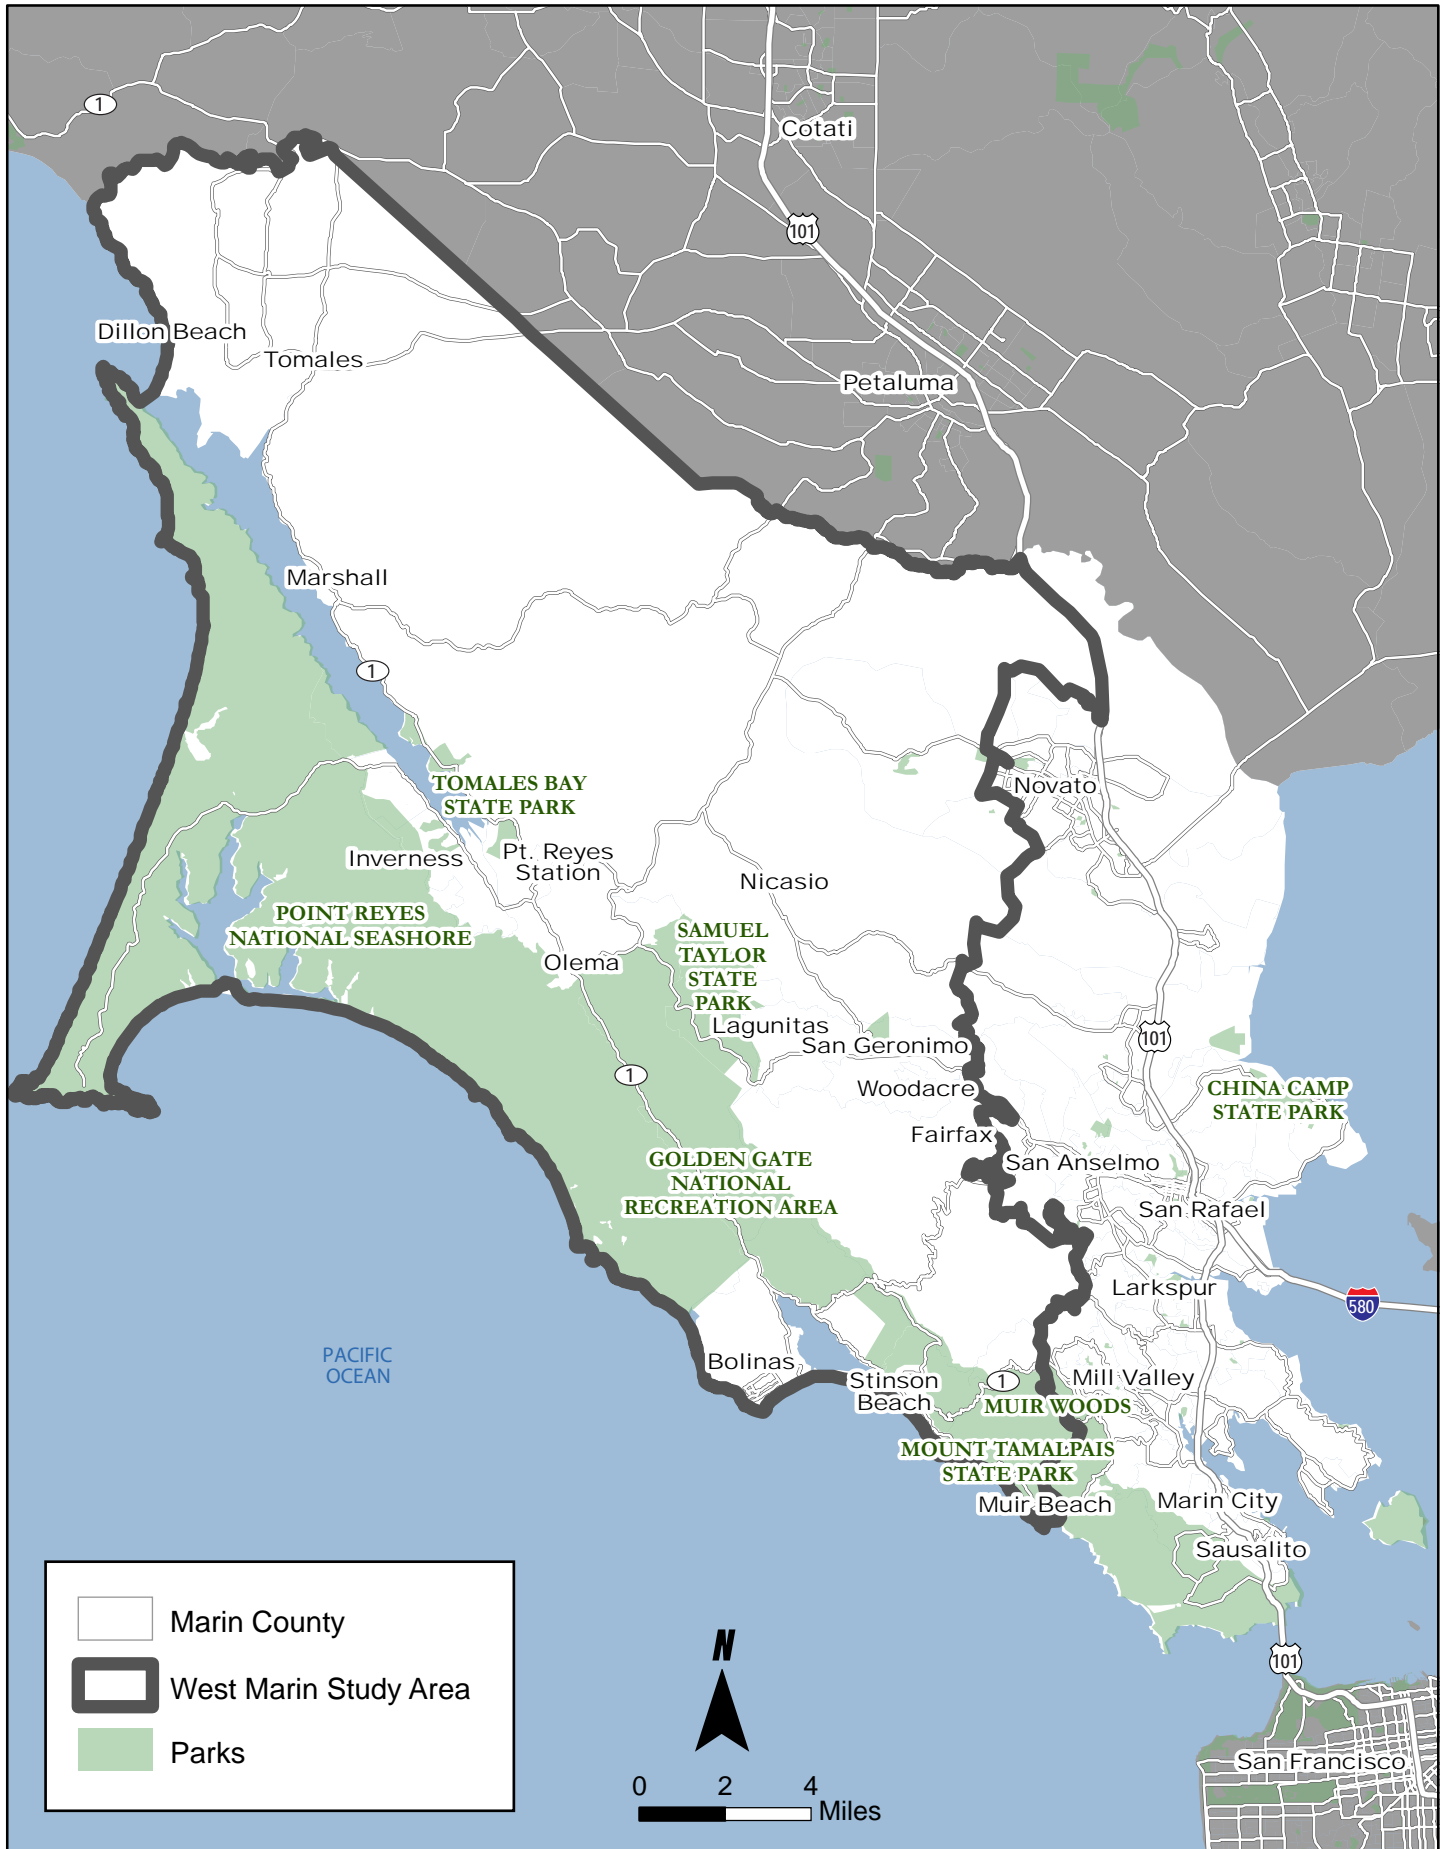 1
Cotati
101
Dillon Beach
Tomales
Petaluma
Marshall
1
TOMALES BAY
STATE PARK
Novato
Inverness
Pt. Reyes
Station
Nicasio
POINT REYES
NATIONAL SEASHORE
SAMUEL
TAYLOR
STATE
PARK
Olema
Lagunitas
San Geronimo
101
1
Woodacre
CHINA CAMP
STATE PARK
Fairfax
San Anselmo
GOLDEN GATE
NATIONAL
RECREATION AREA
San Rafael
Larkspur
580
PACIFIC
OCEAN
Bolinas
Stinson
Beach
1
Mill Valley
MUIR WOODS
MOUNT TAMALPAIS
STATE PARK
Muir Beach
Marin City
Sausalito
Marin County
West Marin Study Area
Parks
N
0 2 4
Miles
101
San Francisco